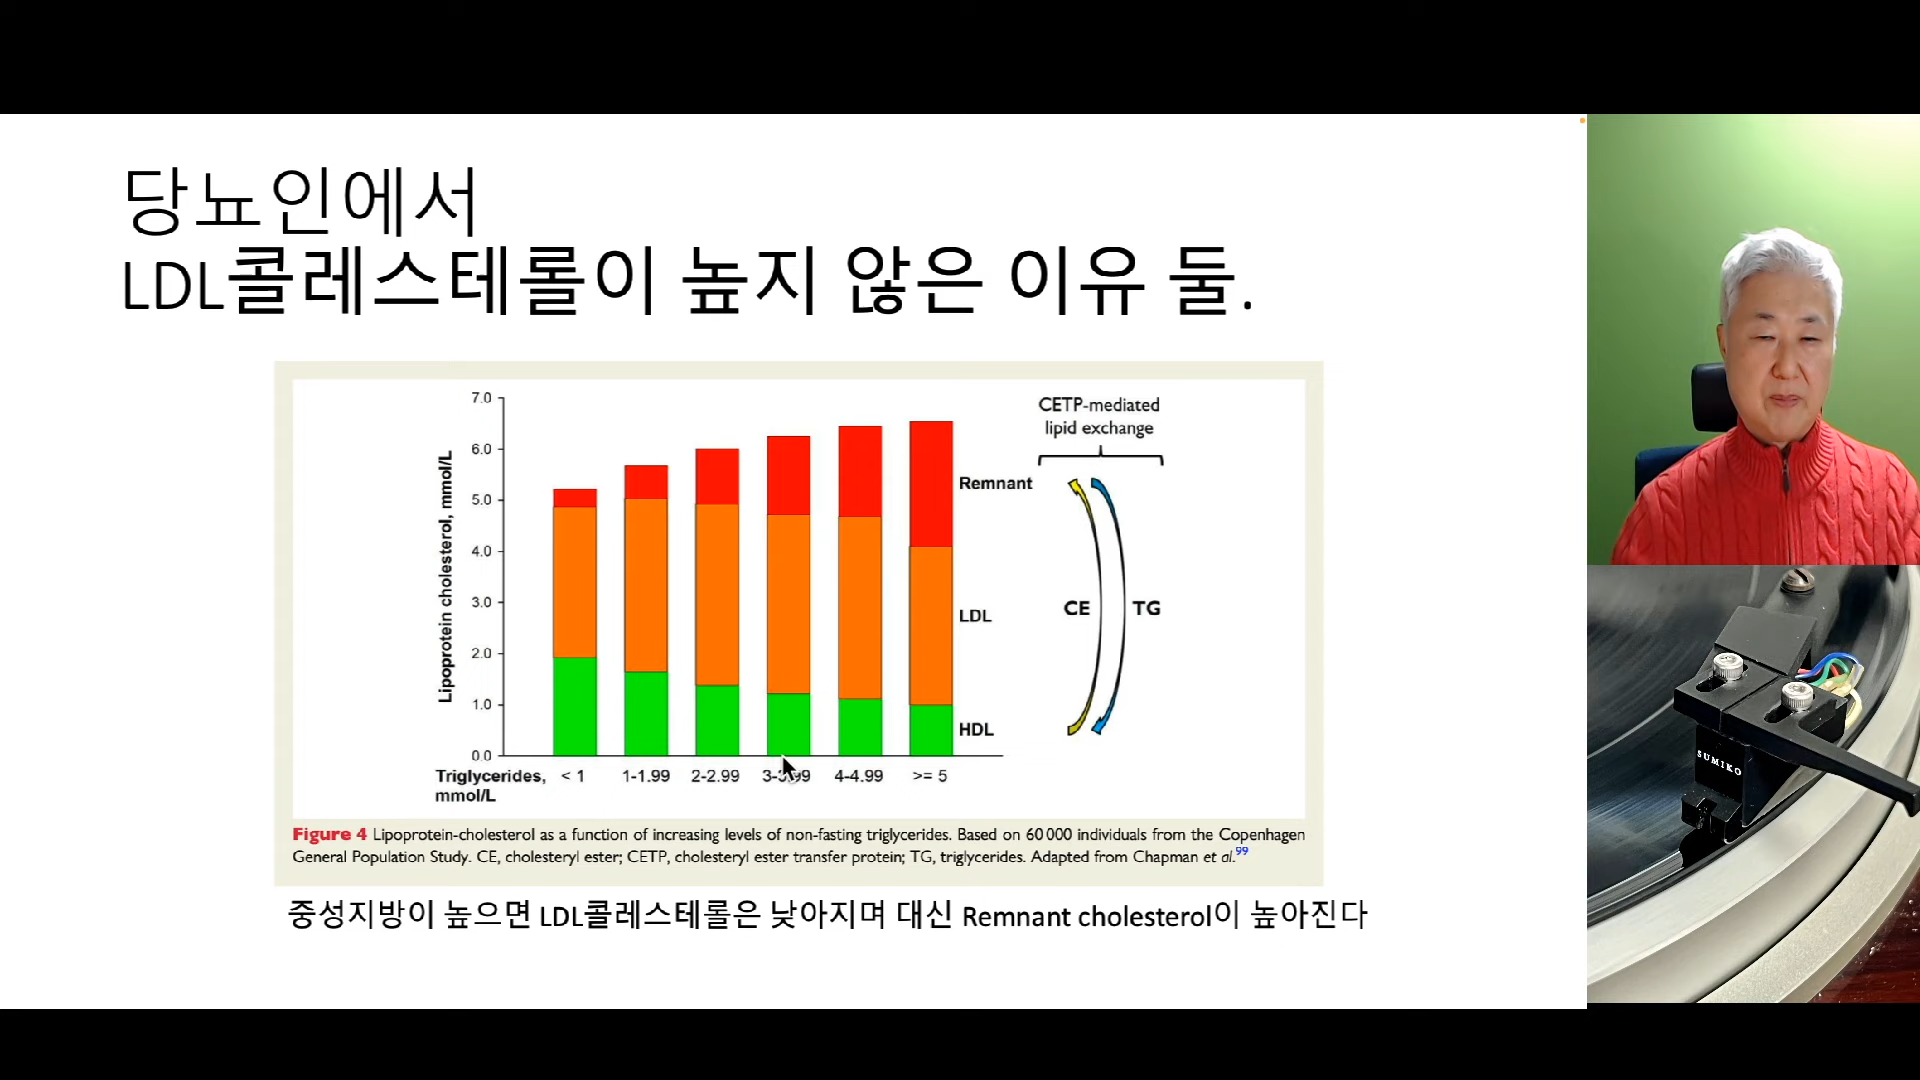 당뇨인에서
LDL콜레스테롤이 높지 않은 이유 둘.
7.0
6.0
5.0
4.0
3.0
2.0
1.0
0.0
Lipoprotein cholesterol, mmol/L
CETP-mediated
lipid exchange
Remnant
LDL
HDL
CE
TG
Triglycerides, < 1 1-1.99 2-2.99 3-3.99 4-4.99 >= 5
mmol/L
Figure 4 Lipoprotein-cholesterol as a function of increasing levels of non-fasting triglycerides. Based on 60 000 individuals from the Copenhagen
General Population Study. CE, cholesteryl ester; CETP, cholesteryl ester transfer protein; TG, triglycerides. Adapted from Chapman et al.99
중성지방이 높으면 LDL콜레스테롤은 낮아지며 대신 Remnant cholesterol이 높아진다
SUMIKO